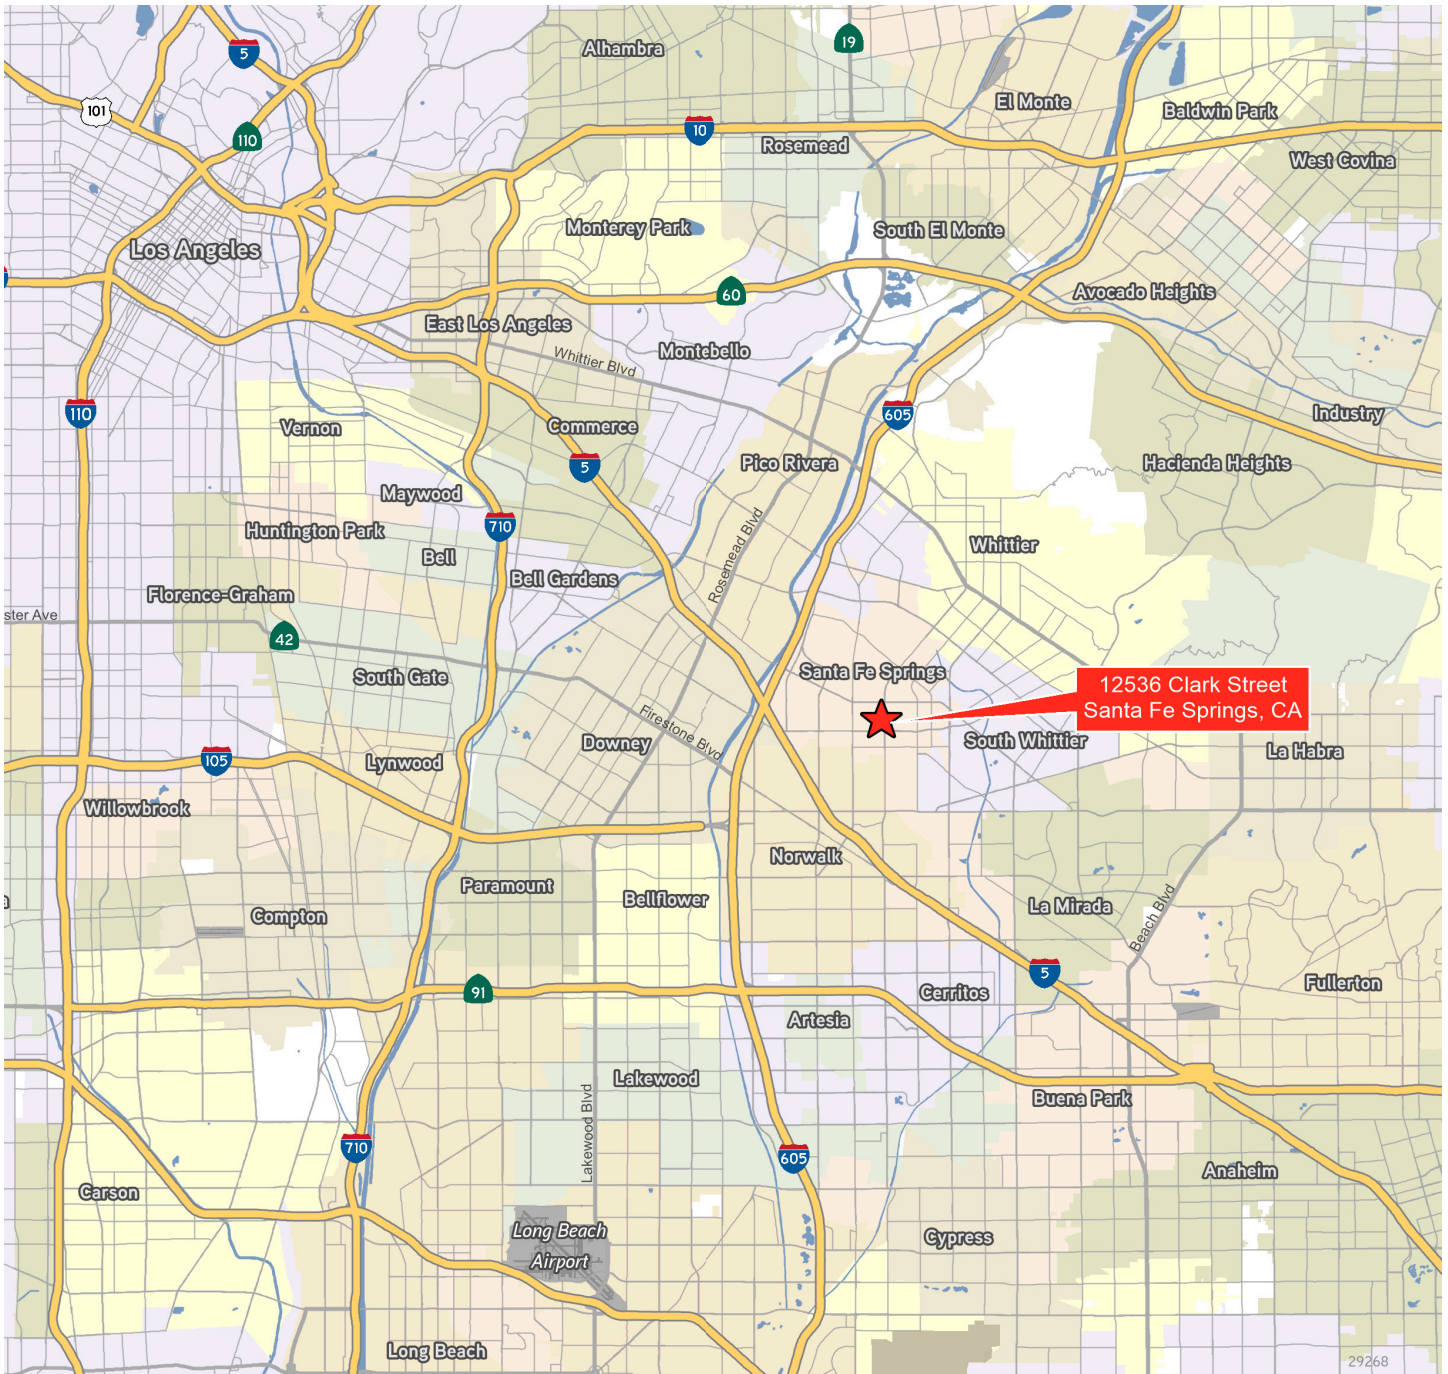 5
Alhambra
19
101
110
El Monte
Baldwin Park
10
Rosemead
West Covina
Monterey Park
South El Monte
Los Angeles
60
Avocado Heights
East Los Angeles
Whittier Blvd
Montebello
110
605
Industry
Vernon
Commerce
5
Pico Rivera
Hacienda Heights
Maywood
710
Huntington Park
Rosemead Blvd
Whittier
Bell
Bell Gardens
Florence-Graham
ster Ave
42
South Gate
Santa Fe Springs
12536 Clark Street
Santa Fe Springs, CA
Firestone Blvd
Downey
South Whittier
La Habra
105
Lynwood
Willowbrook
Norwalk
Paramount
Bellflower
La Mirada
Beach Blvd
Compton
5
91
Cerritos
Fullerton
Artesia
Lakewood
Buena Park
Lakewood Blvd
710
605
Anaheim
Carson
Long Beach
Airport
Cypress
Long Beach
29268